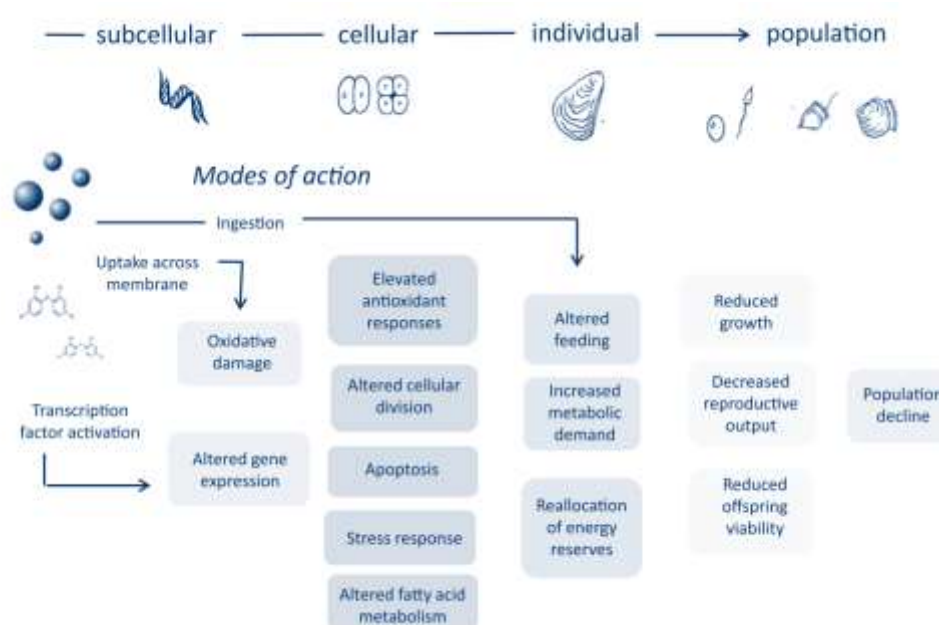 subcellular
cellular
individual
population
Modes of action
Ingestion
Uptake across
membrane
Oxidative
damage
Transcription
factor activation
Altered gene
expression
Elevated
antioxidant
responses
Altered cellular
division
Apoptosis
Stress response
Altered fatty acid
metabolism
Altered
feeding
Increased
metabolic
demand
Reallocation
of energy
reserves
Reduced
growth
Decreased
reproductive
output
Reduced
offspring
viability
Population
decline